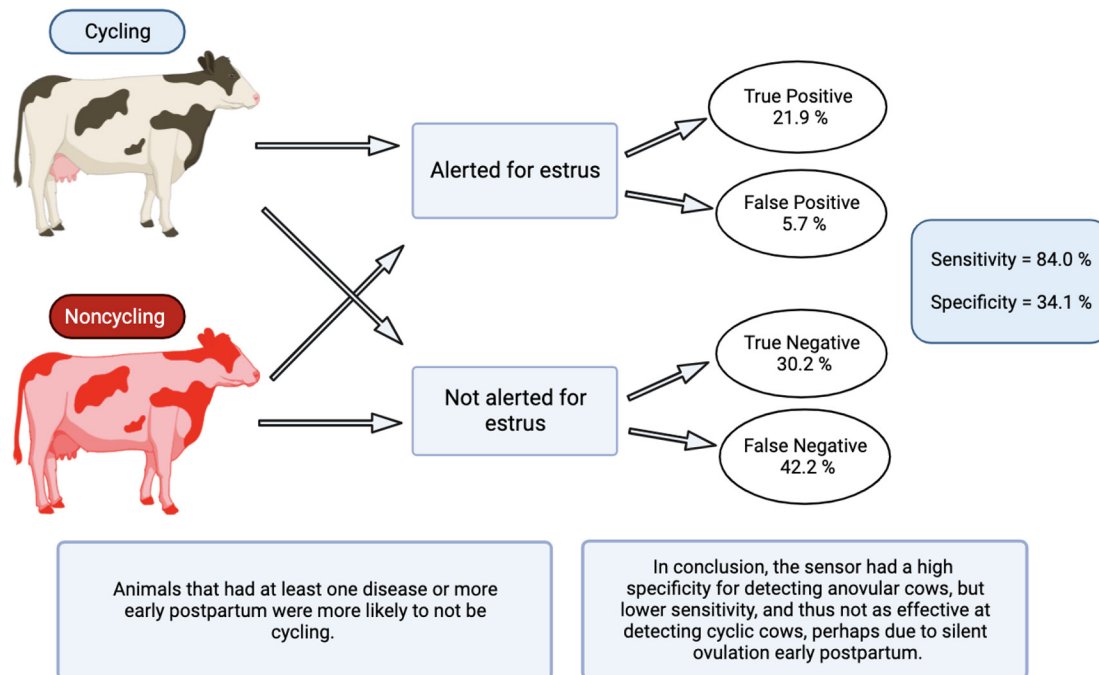 Cycling
Alerted for estrus
True Positive
21.9 %
False Positive
5.7 %
Sensitivity = 84.0 %
Specificity = 34.1 %
Noncycling
Not alerted for
estrus
True Negative
30.2 %
False Negative
42.2 %
Animals that had at least one disease or more
early postpartum were more likely to not be
cycling.
In conclusion, the sensor had a high
specificity for detecting anovular cows, but
lower sensitivity, and thus not as effective at
detecting cyclic cows, perhaps due to silent
ovulation early postpartum.